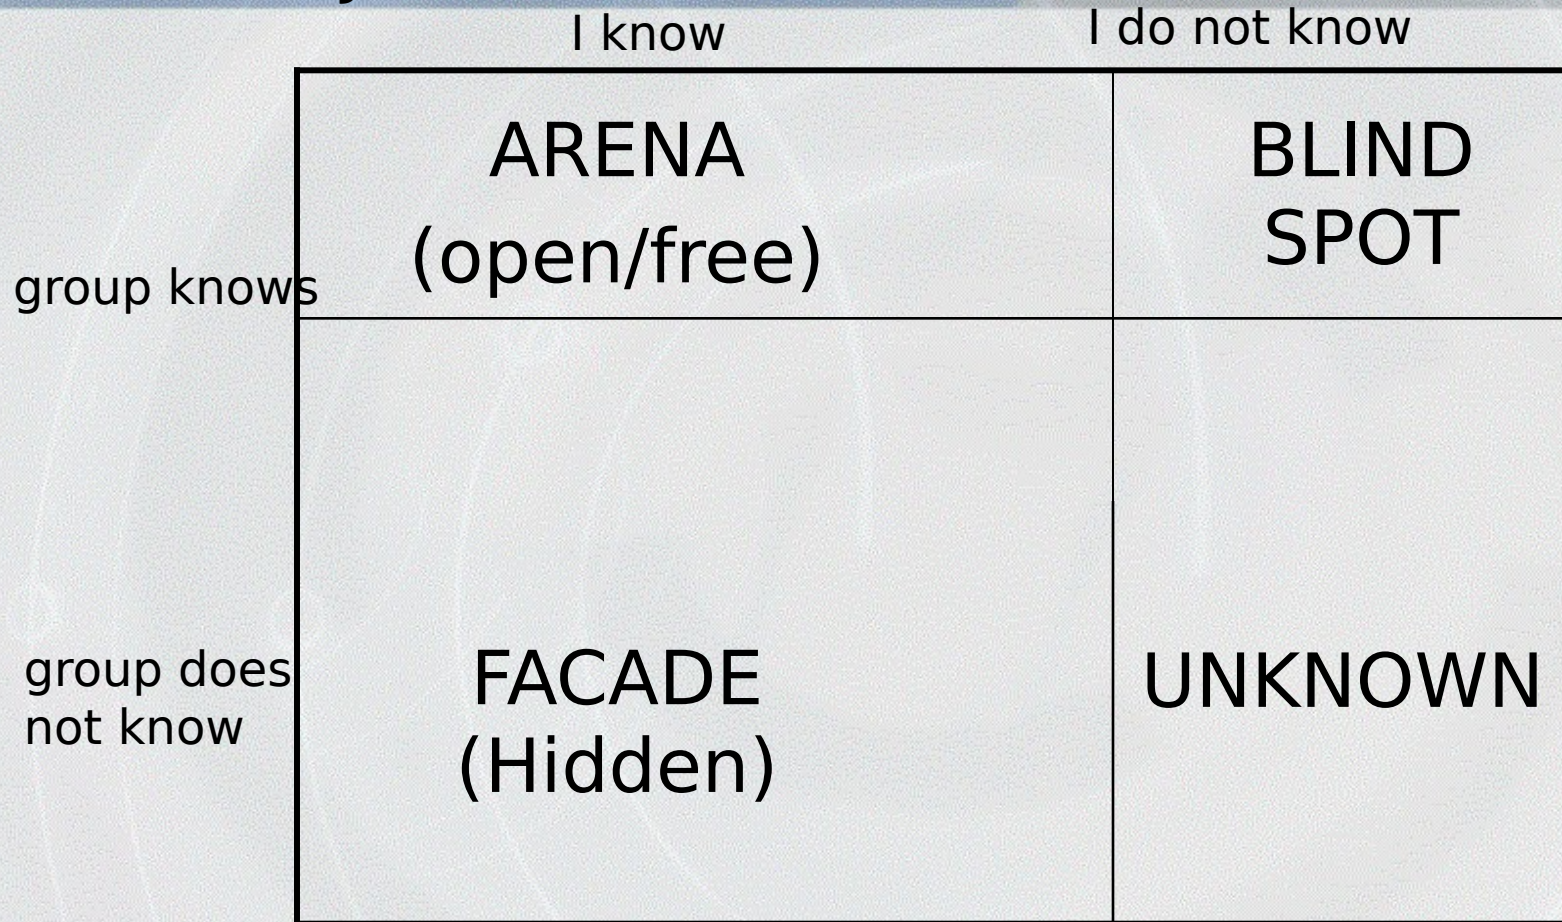 I know
I do not know
ARENA
(open/free)
BLIND
SPOT
group knows
group does
not know
FACADE
(Hidden)
UNKNOWN